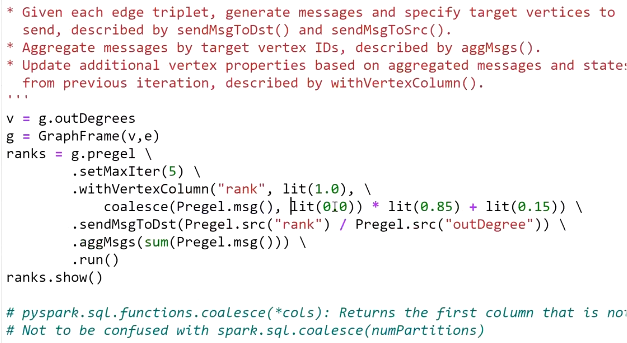 * Given each edge triplet, generate messages and specify target vertices to
send, described by sendMsgToDst() and sendMsgToSrc().
* Aggregate messages by target vertex IDs, described by aggMsgs().
* Update additional vertex properties based on aggregated messages and states
from previous iteration, described by withVertexColumn().
'''
v = g.outDegrees
g = GraphFrame(v,e)
ranks = g.pregel \
.setMaxIter(5) \
.withVertexColumn("rank", lit(1.0), \
coalesce(Pregel.msg(), lit(0.0)) * lit(0.85) + lit(0.15)) \
.sendMsgToDst(Pregel.src("rank") / Pregel.src("outDegree")) \
.aggMsgs(sum(Pregel.msg())) \
.run()
ranks.show()
# pyspark.sql.functions.coalesce(*cols): Returns the first column that is not
# Not to be confused with spark.sql.coalesce(numPartitions)